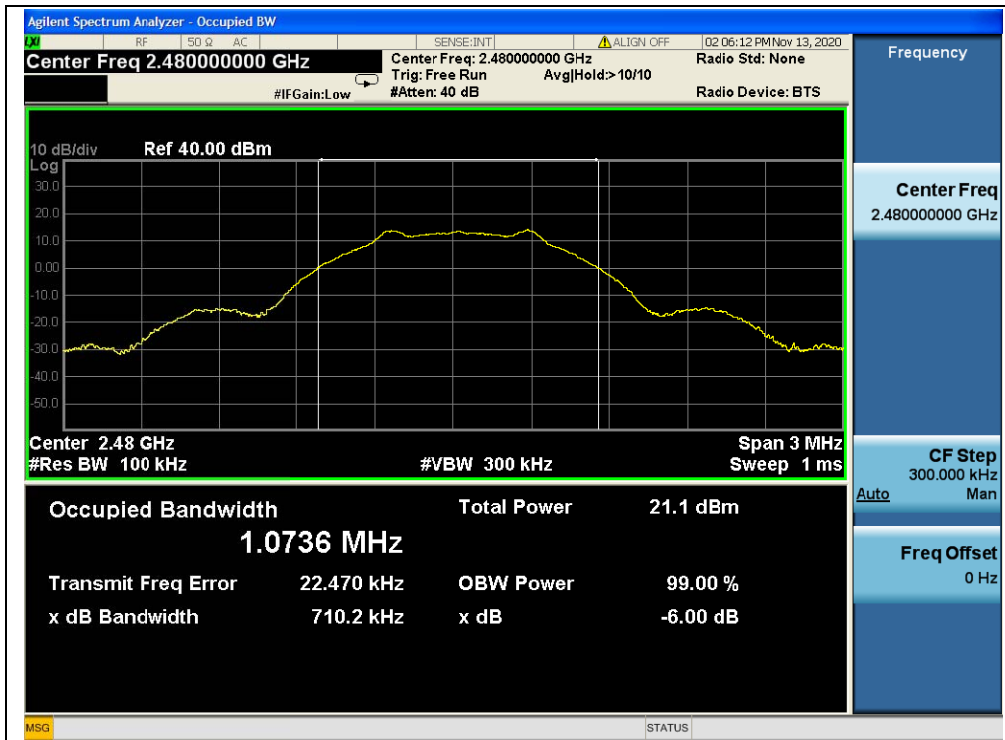 Agilent Spectrum Analyzer - Occupied BW
LXI RF 50 Ω AC SENSE:INT ALIGN OFF 02:06:12 PM Nov 13, 2020
Center Freq 2.480000000 GHz
Center Freq: 2.480000000 GHz
Radio Std: None
Trig: Free Run Avg|Hold:>10/10
#IFGain:Low
#Atten: 40 dB
Radio Device: BTS
10 dB/div Ref 40.00 dBm
Log
30.0
20.0
10.0
0.00
-10.0
-20.0
-30.0
-40.0
-50.0
Center 2.48 GHz Span 3 MHz
#Res BW 100 kHz #VBW 300 kHz Sweep 1 ms
Occupied Bandwidth Total Power 21.1 dBm
1.0736 MHz
Transmit Freq Error 22.470 kHz OBW Power 99.00 %
x dB Bandwidth 710.2 kHz x dB -6.00 dB
MSG STATUS
Frequency
Center Freq
2.480000000 GHz
CF Step
300.000 kHz
Auto Man
Freq Offset
0 Hz